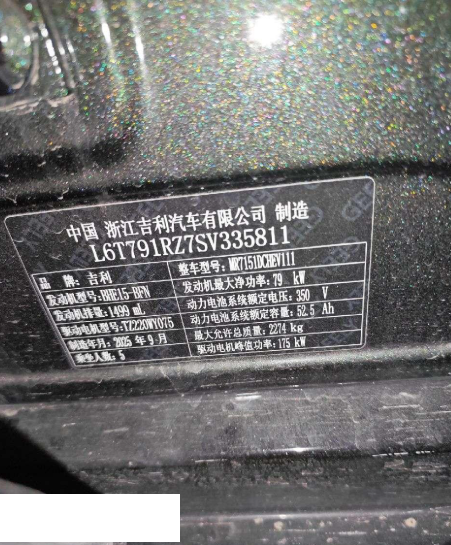 中国 浙江吉利汽车有限公司 制造
L6T791RZ7SV335811
品 牌:吉利
整车型号:MR7151DCHEV111
发动机型号:BHE15-BFN
发动机最大净功率:79 kW
发动机排量:1499 mL
动力电池系统额定电压:350 V
驱动电机型号:TZ220XY075
动力电池系统额定容量:52.5 Ah
制造年月:2025 年 9 月
最大允许总质量:2274 kg
乘坐人数:5
驱动电机峰值功率:175 kW